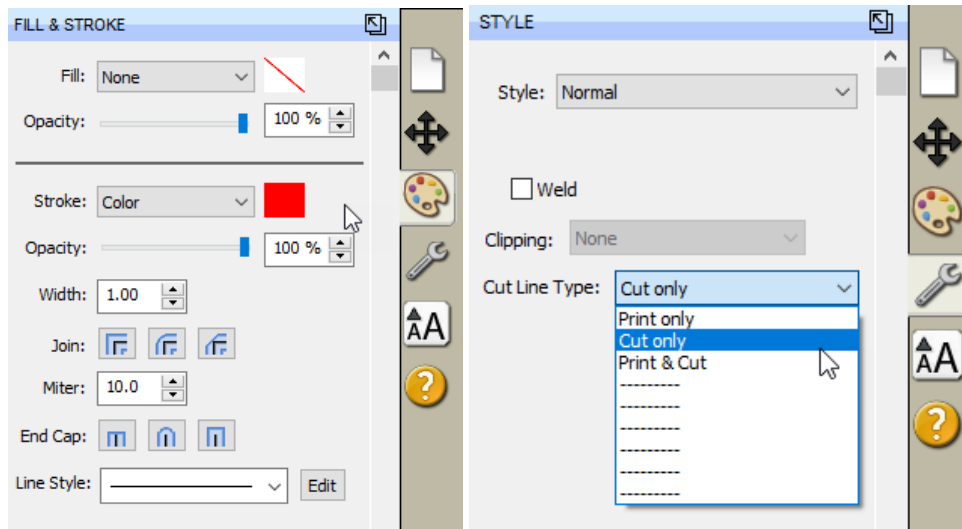 FILL & STROKE
Fill: None
Opacity: 100 %
Stroke: Color
Opacity: 100 %
Width: 1.00
Join:
Miter: 10.0
End Cap:
Line Style: Edit
AA
?
STYLE
Style: Normal
Weld
Clipping: None
Cut Line Type: Cut only
Print only
Cut only
Print & Cut
---------
---------
---------
---------
---------
---------
AA
?